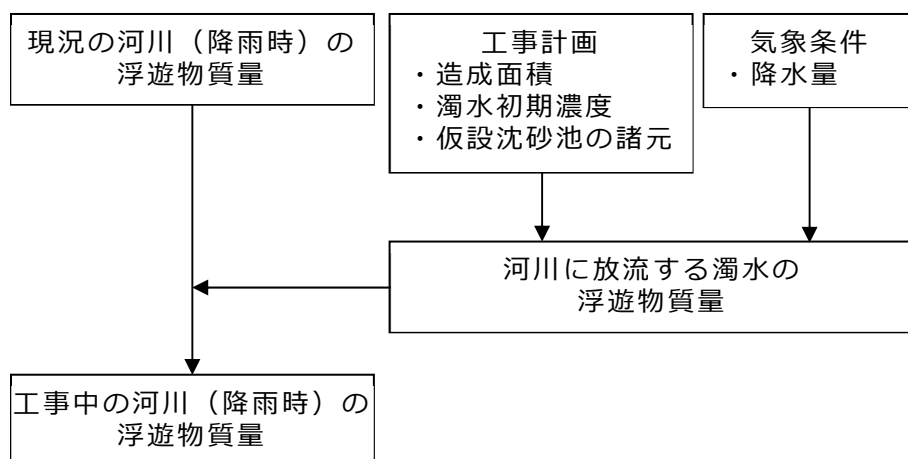 現況の河川（降雨時）の
浮遊物質量
工事計画
・造成面積
・濁水初期濃度
・仮設沈砂池の諸元
気象条件
・降水量
河川に放流する濁水の
浮遊物質量
工事中の河川（降雨時）の
浮遊物質量